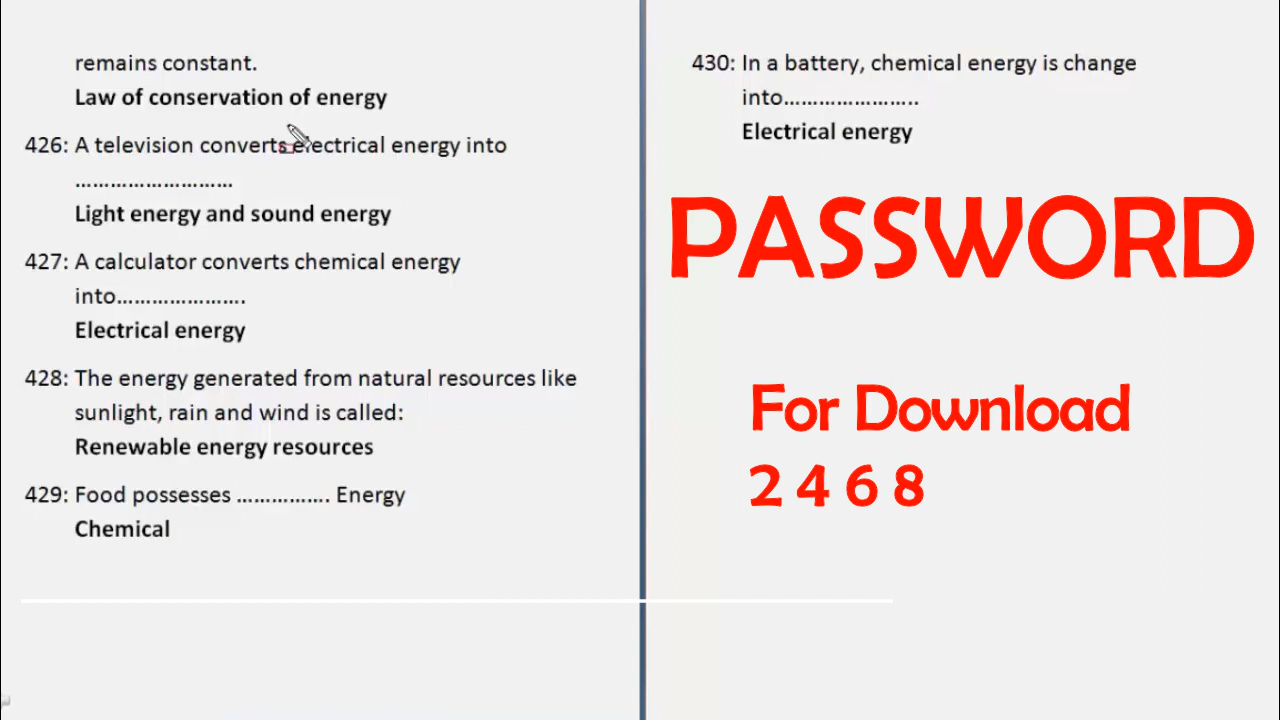 remains constant.
Law of conservation of energy
426: A television converts electrical energy into
...........................
Light energy and sound energy
427: A calculator converts chemical energy
into......................
Electrical energy
428: The energy generated from natural resources like
sunlight, rain and wind is called:
Renewable energy resources
429: Food possesses ................ Energy
Chemical
430: In a battery, chemical energy is change
into.......................
Electrical energy
PASSWORD
For Download
2 4 6 8